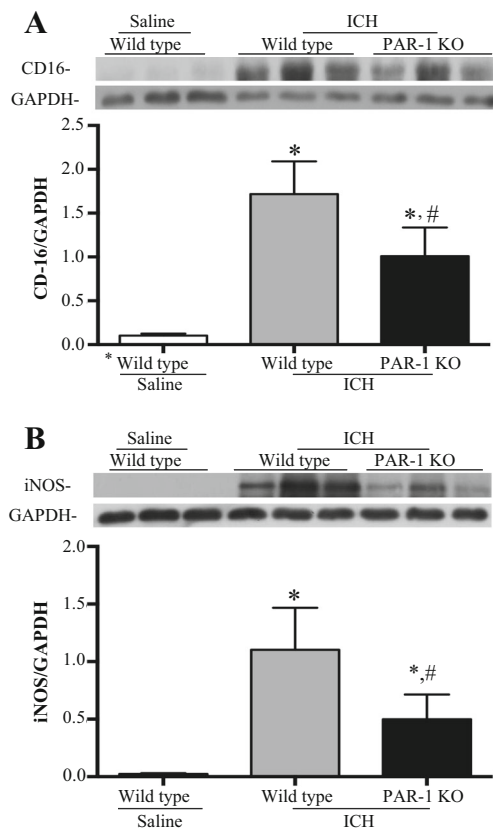 A
Saline ICH
Wild type Wild type PAR-1 KO
CD16-
GAPDH-
2.5
2.0
1.5
1.0
0.5
0.0
CD-16/GAPDH
*
*, #
* Wild type Wild type PAR-1 KO
Saline ICH
B
Saline ICH
Wild type Wild type PAR-1 KO
iNOS-
GAPDH-
2.0
1.5
1.0
0.5
0.0
iNOS/GAPDH
*
*,#
Wild type Wild type PAR-1 KO
Saline ICH